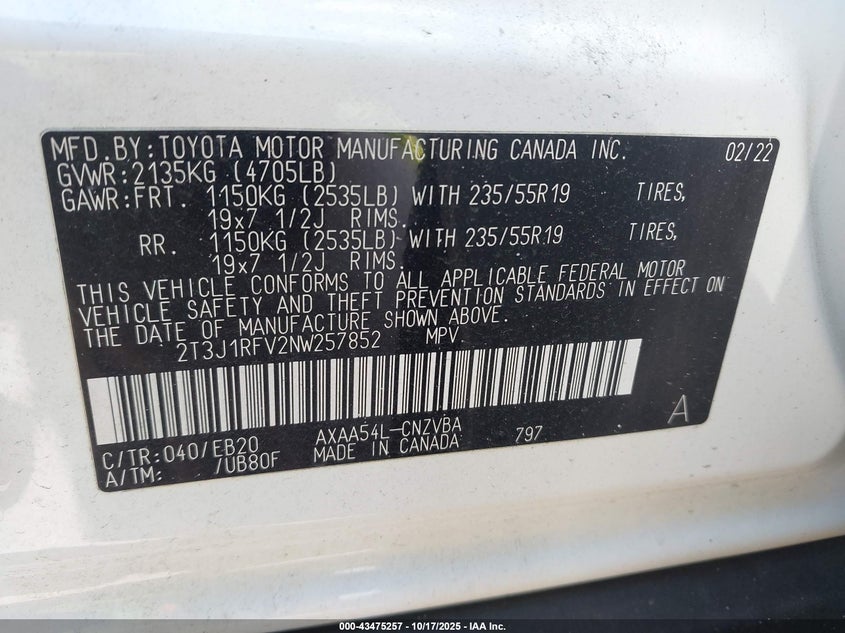 MFD.BY:TOYOTA MOTOR MANUFACTURING CANADA INC. 02/22
GVWR:2135KG (4705LB)
GAWR:FRT. 1150KG (2535LB) WITH 235/55R19 TIRES,
19x7 1/2J RIMS.
RR. 1150KG (2535LB) WITH 235/55R19 TIRES,
19x7 1/2J RIMS.
THIS VEHICLE CONFORMS TO ALL APPLICABLE FEDERAL MOTOR
VEHICLE SAFETY AND THEFT PREVENTION STANDARDS IN EFFECT ON
THE DATE OF MANUFACTURE SHOWN ABOVE.
2T3J1RFV2NW257852 MPV
C/TR:040/EB20 AXAA54L-CNZVBA 797
A/TM: /UB80F MADE IN CANADA
A
000-43475257 - 10/17/2025 - IAA Inc.